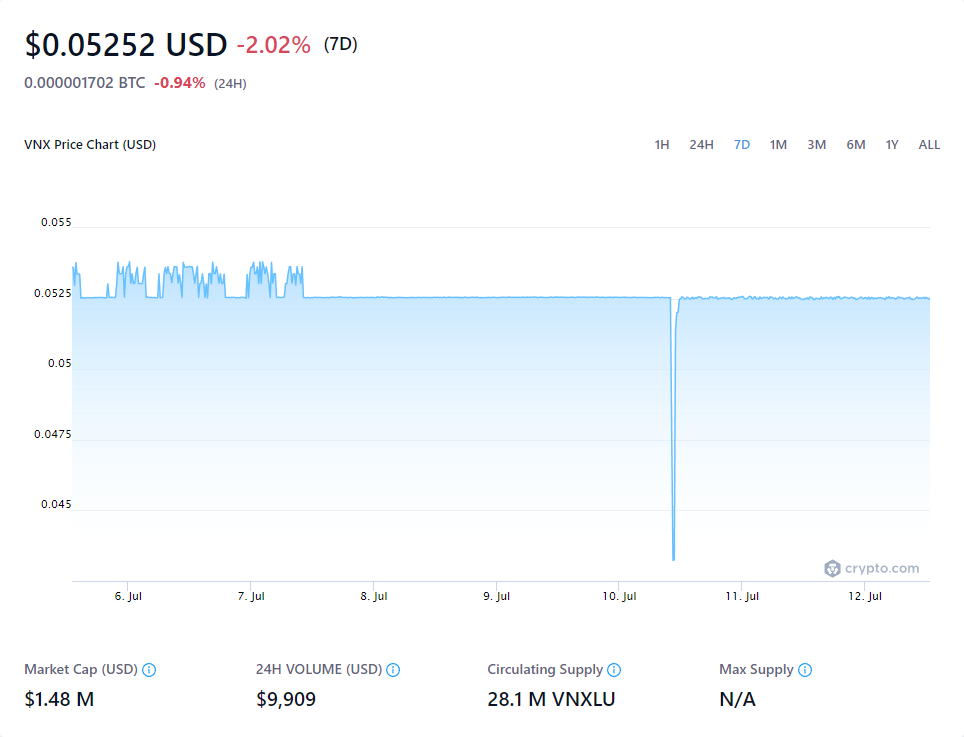 $0.05252 USD -2.02% (7D)
0.000001702 BTC -0.94% (24H)
VNX Price Chart (USD) 1H 24H 7D 1M 3M 6M 1Y ALL
0.055
0.0525
0.05
0.0475
0.045
crypto.com
6. Jul 7. Jul 8. Jul 9. Jul 10. Jul 11. Jul 12. Jul
Market Cap (USD) 24H VOLUME (USD) Circulating Supply Max Supply
$1.48 M $9,909 28.1 M VNXLU N/A